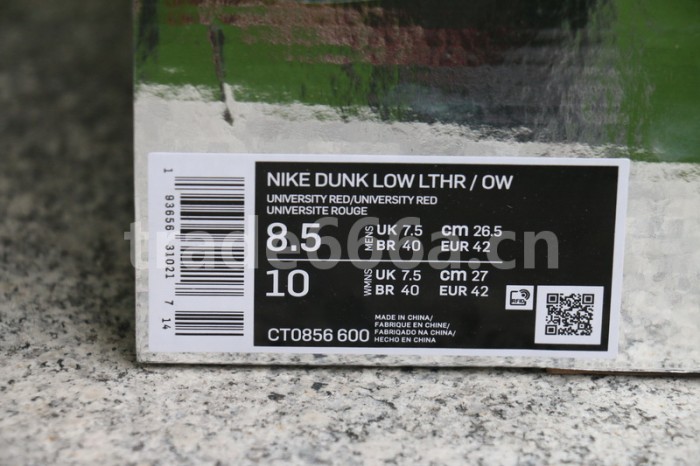 NIKE DUNK LOW LTHR / OW
UNIVERSITY RED/UNIVERSITY RED
UNIVERSITE ROUGE
8.5 MENS UK 7.5 cm 26.5
BR 40 EUR 42
10 WMNS UK 7.5 cm 27
BR 40 EUR 42
MADE IN CHINA/
FABRIQUE EN CHINE/
FABRIQADO NA CHINA/
HECHO EN CHINA
CT0856 600
1 93656 31021 7 14
RFID
trade666a.cn